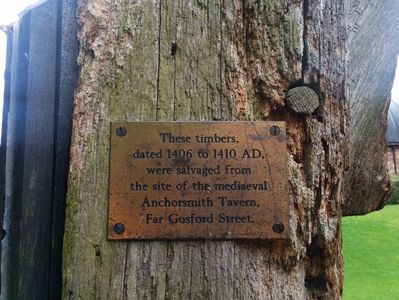 These timbers,
dated 1406 to 1410 AD,
were salvaged from
the site of the mediaeval
Anchorsmith Tavern,
Far Gosford Street.